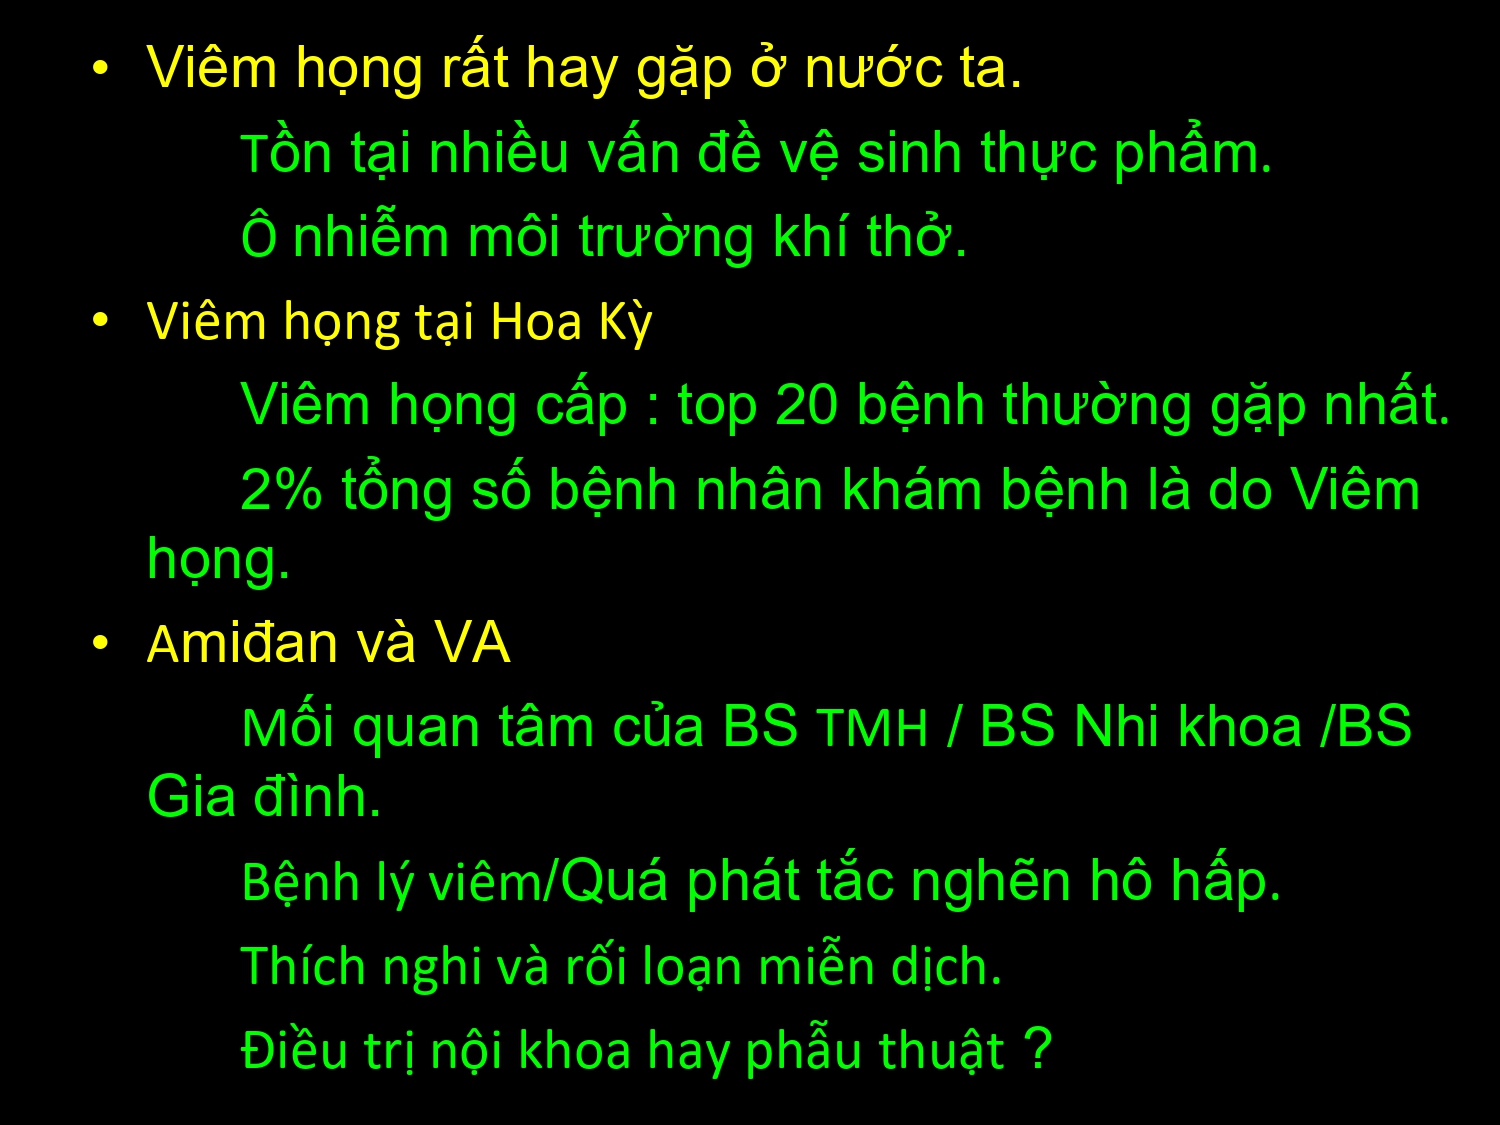 • Viêm họng rất hay gặp ở nước ta.
Tồn tại nhiều vấn đề vệ sinh thực phẩm.
Ô nhiễm môi trường khí thở.
• Viêm họng tại Hoa Kỳ
Viêm họng cấp : top 20 bệnh thường gặp nhất.
2% tổng số bệnh nhân khám bệnh là do Viêm
họng.
• Amiđan và VA
Mối quan tâm của BS TMH / BS Nhi khoa /BS
Gia đình.
Bệnh lý viêm/Quá phát tắc nghẽn hô hấp.
Thích nghi và rối loạn miễn dịch.
Điều trị nội khoa hay phẫu thuật ?